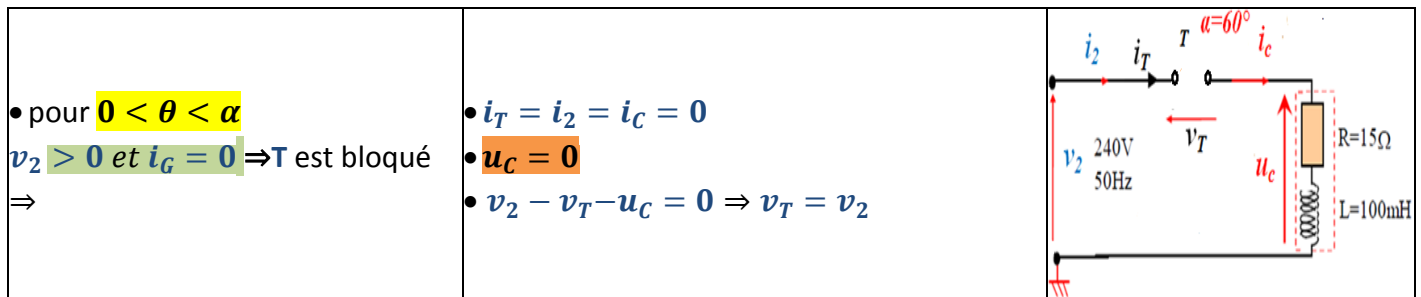 • pour 0 < θ < α
v₂ > 0 et i_G = 0 ⇒T est bloqué
⇒
• i_T = i₂ = i_C = 0
• u_C = 0
• v₂ − v_T−u_C = 0 ⇒ v_T = v₂
α=60°
i₂ i_T T i_c
v_T
v₂ 240V
50Hz
u_c
R=15Ω
L=100mH